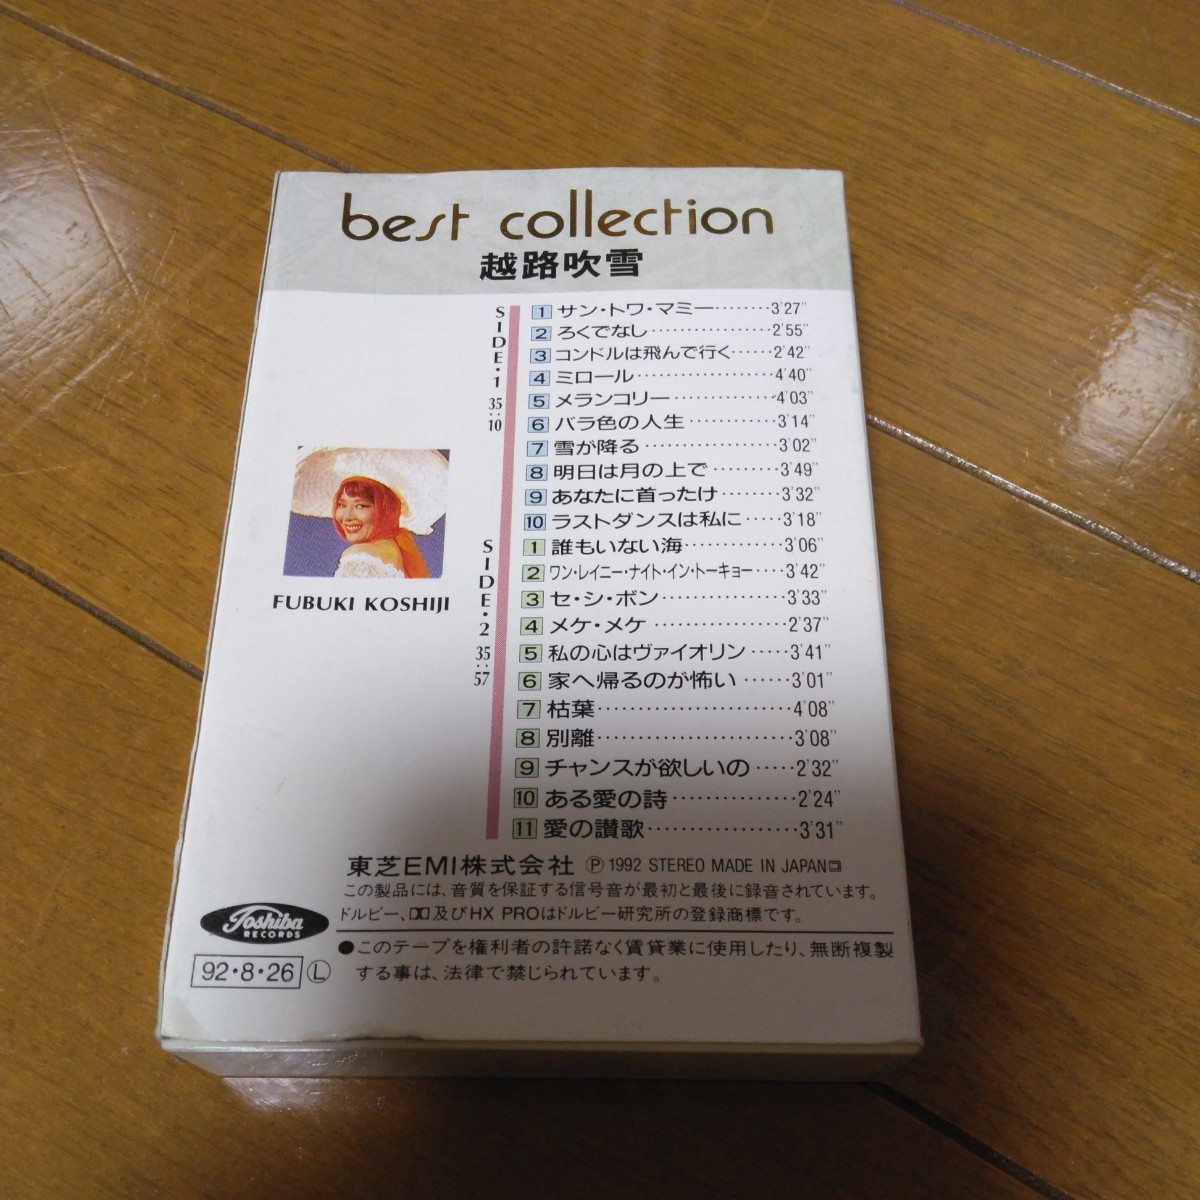 best collection
越路吹雪
SIDE・1 35:10
1 サン・トワ・マミー········3'27"
2 ろくでなし·················2'55"
3 コンドルは飛んで行く······2'42"
4 ミロール···················4'40"
5 メランコリー··············4'03"
6 バラ色の人生············3'14"
7 雪が降る··················3'02"
8 明日は月の上で·········3'49"
9 あなたに首ったけ········3'32"
10 ラストダンスは私に·····3'18"
SIDE・2 35:57
1 誰もいない海············3'06"
2 ワン・レイニー・ナイト・イン・トーキョー····3'42"
3 セ・シ・ボン···············3'33"
4 メケ・メケ················2'37"
5 私の心はヴァイオリン·····3'41"
6 家へ帰るのが怖い······3'01"
7 枯葉·······················4'08"
8 別離·······················3'08"
9 チャンスが欲しいの·····2'32"
10 ある愛の詩··············2'24"
11 愛の讃歌·················3'31"
FUBUKI KOSHIJI
東芝EMI株式会社 Ⓟ 1992 STEREO MADE IN JAPAN
この製品には、音質を保証する信号音が最初と最後に録音されています。
ドルビー、及びHX PROはドルビー研究所の登録商標です。
Toshiba
RECORDS
●このテープを権利者の許諾なく賃貸業に使用したり、無断複製
する事は、法律で禁じられています。
92・8・26 Ⓛ